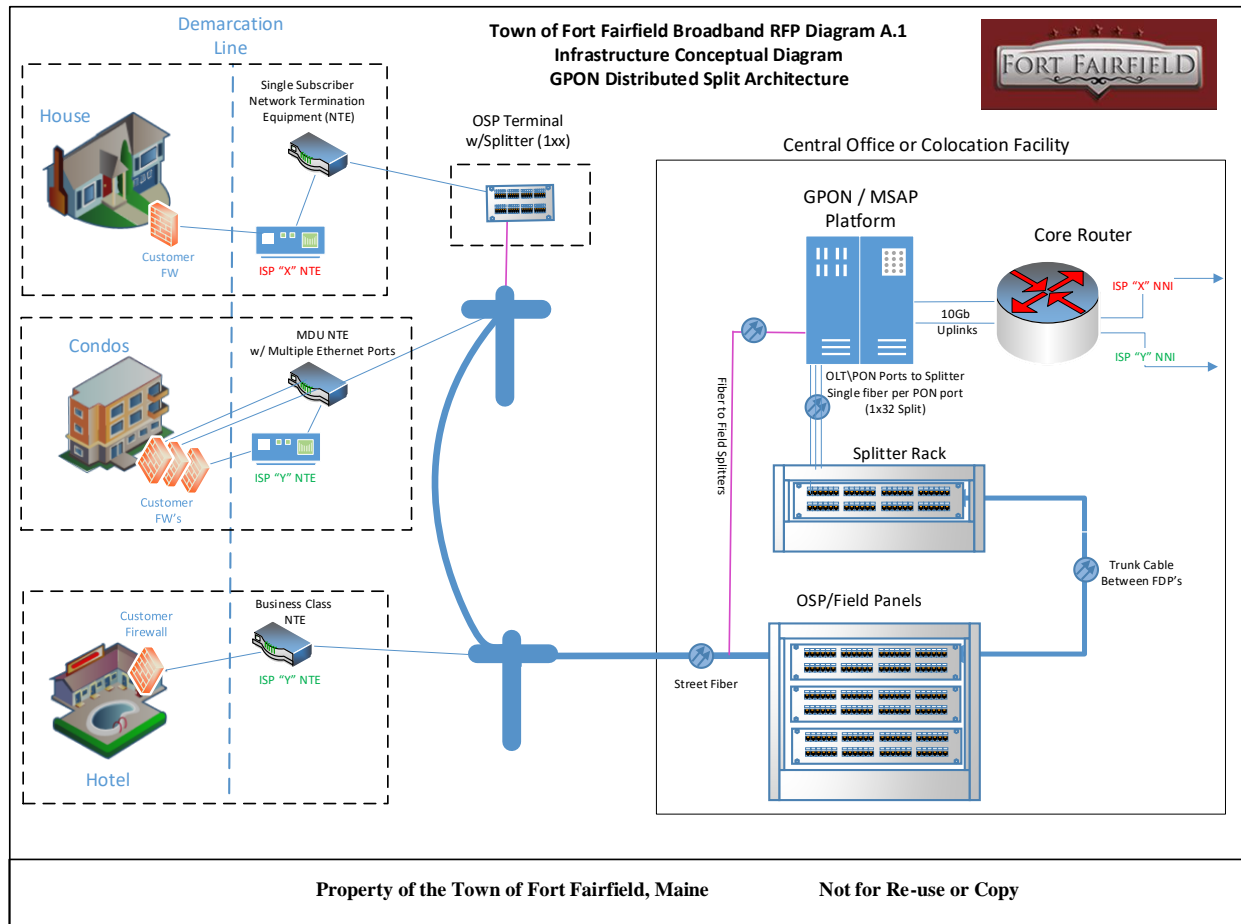 Town of Fort Fairfield Broadband RFP Diagram A.1
Infrastructure Conceptual Diagram
GPON Distributed Split Architecture
FORT FAIRFIELD
Demarcation
Line
House
Single Subscriber
Network Termination
Equipment (NTE)
Customer
FW
ISP “X” NTE
OSP Terminal
w/Splitter (1xx)
Condos
MDU NTE
w/ Multiple Ethernet Ports
Customer
FW's
ISP “Y” NTE
Customer
Firewall
Business Class
NTE
ISP “Y” NTE
Hotel
Central Office or Colocation Facility
GPON / MSAP
Platform
Core Router
10Gb
Uplinks
ISP “X” NNI
ISP “Y” NNI
Fiber to Field Splitters
OLT\PON Ports to Splitter
Single fiber per PON port
(1x32 Split)
Splitter Rack
Trunk Cable
Between FDP's
OSP/Field Panels
Street Fiber
Property of the Town of Fort Fairfield, Maine
Not for Re-use or Copy